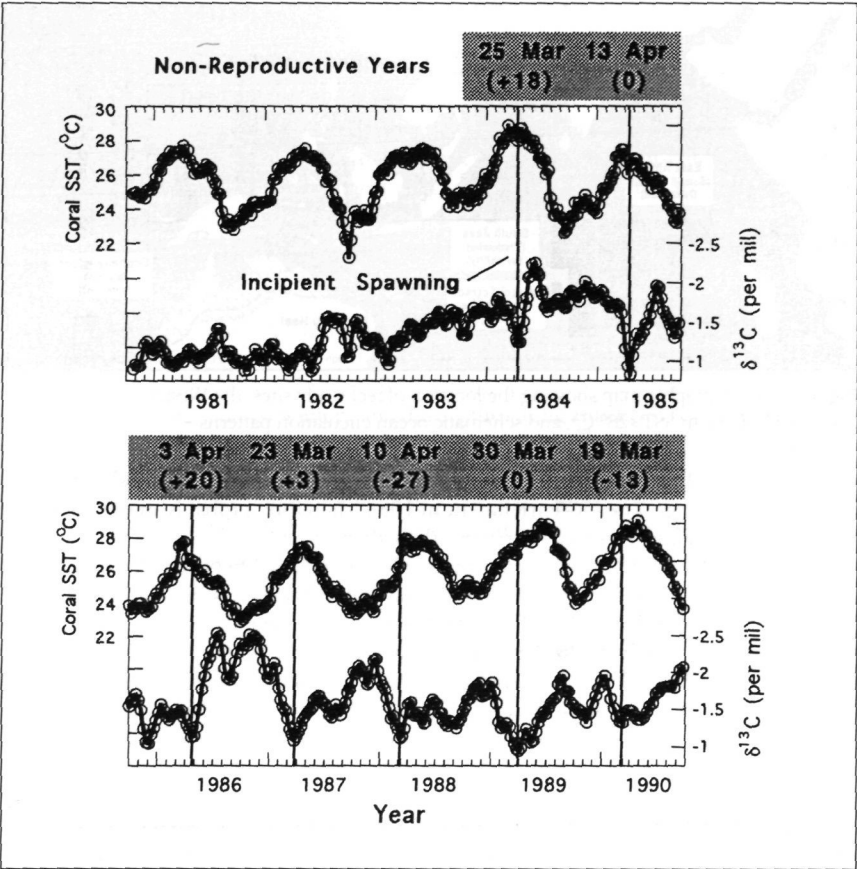 Non-Reproductive Years
25 Mar 13 Apr
(+18) (0)
Coral SST (°C)
30
28
26
24
22
Incipient Spawning
-2.5
-2
-1.5
-1
δ13C (per mil)
1981 1982 1983 1984 1985
3 Apr 23 Mar 10 Apr 30 Mar 19 Mar
(+20) (+3) (-27) (0) (-13)
Coral SST (°C)
30
28
26
24
22
-2.5
-2
-1.5
-1
δ13C (per mil)
1986 1987 1988 1989 1990
Year